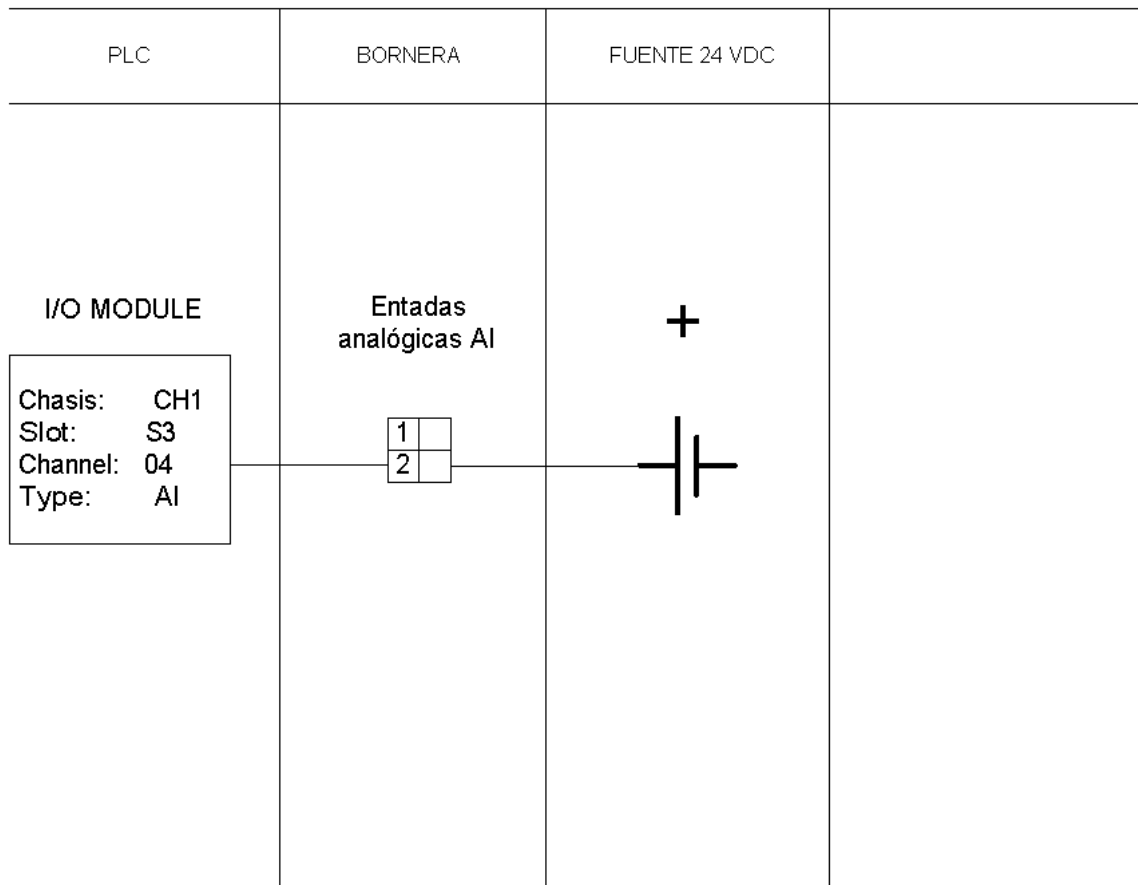 PLC
BORNERA
FUENTE 24 VDC
I/O MODULE
Entadas
analógicas AI
+
Chasis: CH1
Slot: S3
Channel: 04
Type: AI
1
2